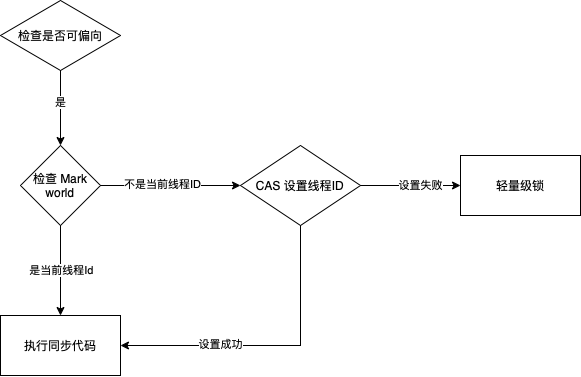 检查是否可偏向
是
检查 Mark
world
不是当前线程ID
CAS 设置线程ID
设置失败
轻量级锁
是当前线程Id
执行同步代码
设置成功